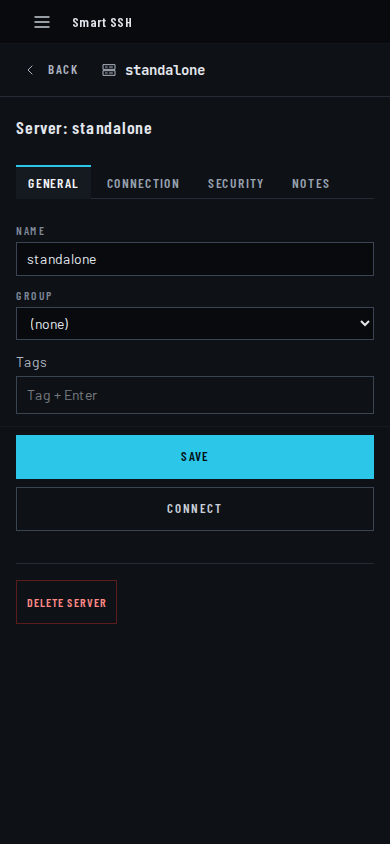 Smart SSH
BACK
standalone
Server: standalone
GENERAL
CONNECTION
SECURITY
NOTES
NAME
standalone
GROUP
(none)
Tags
Tag + Enter
SAVE
CONNECT
DELETE SERVER